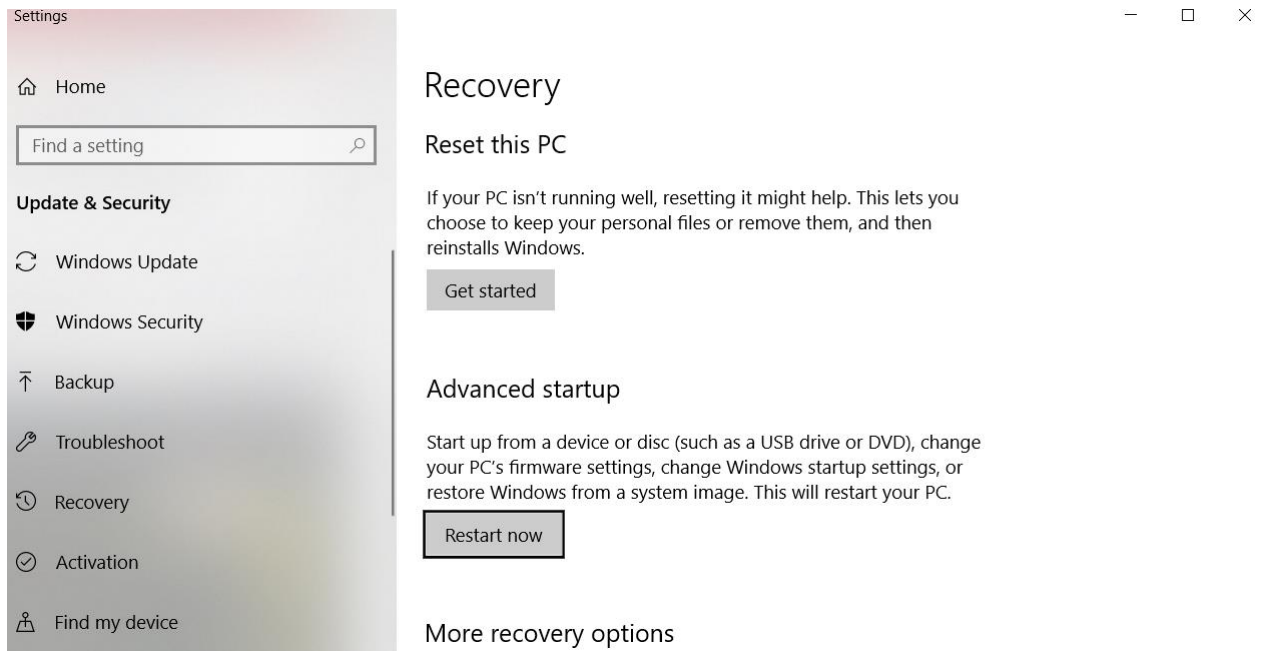 Settings
Home
Find a setting
Update & Security
Windows Update
Windows Security
Backup
Troubleshoot
Recovery
Activation
Find my device
Recovery
Reset this PC
If your PC isn’t running well, resetting it might help. This lets you
choose to keep your personal files or remove them, and then
reinstalls Windows.
Get started
Advanced startup
Start up from a device or disc (such as a USB drive or DVD), change
your PC’s firmware settings, change Windows startup settings, or
restore Windows from a system image. This will restart your PC.
Restart now
More recovery options